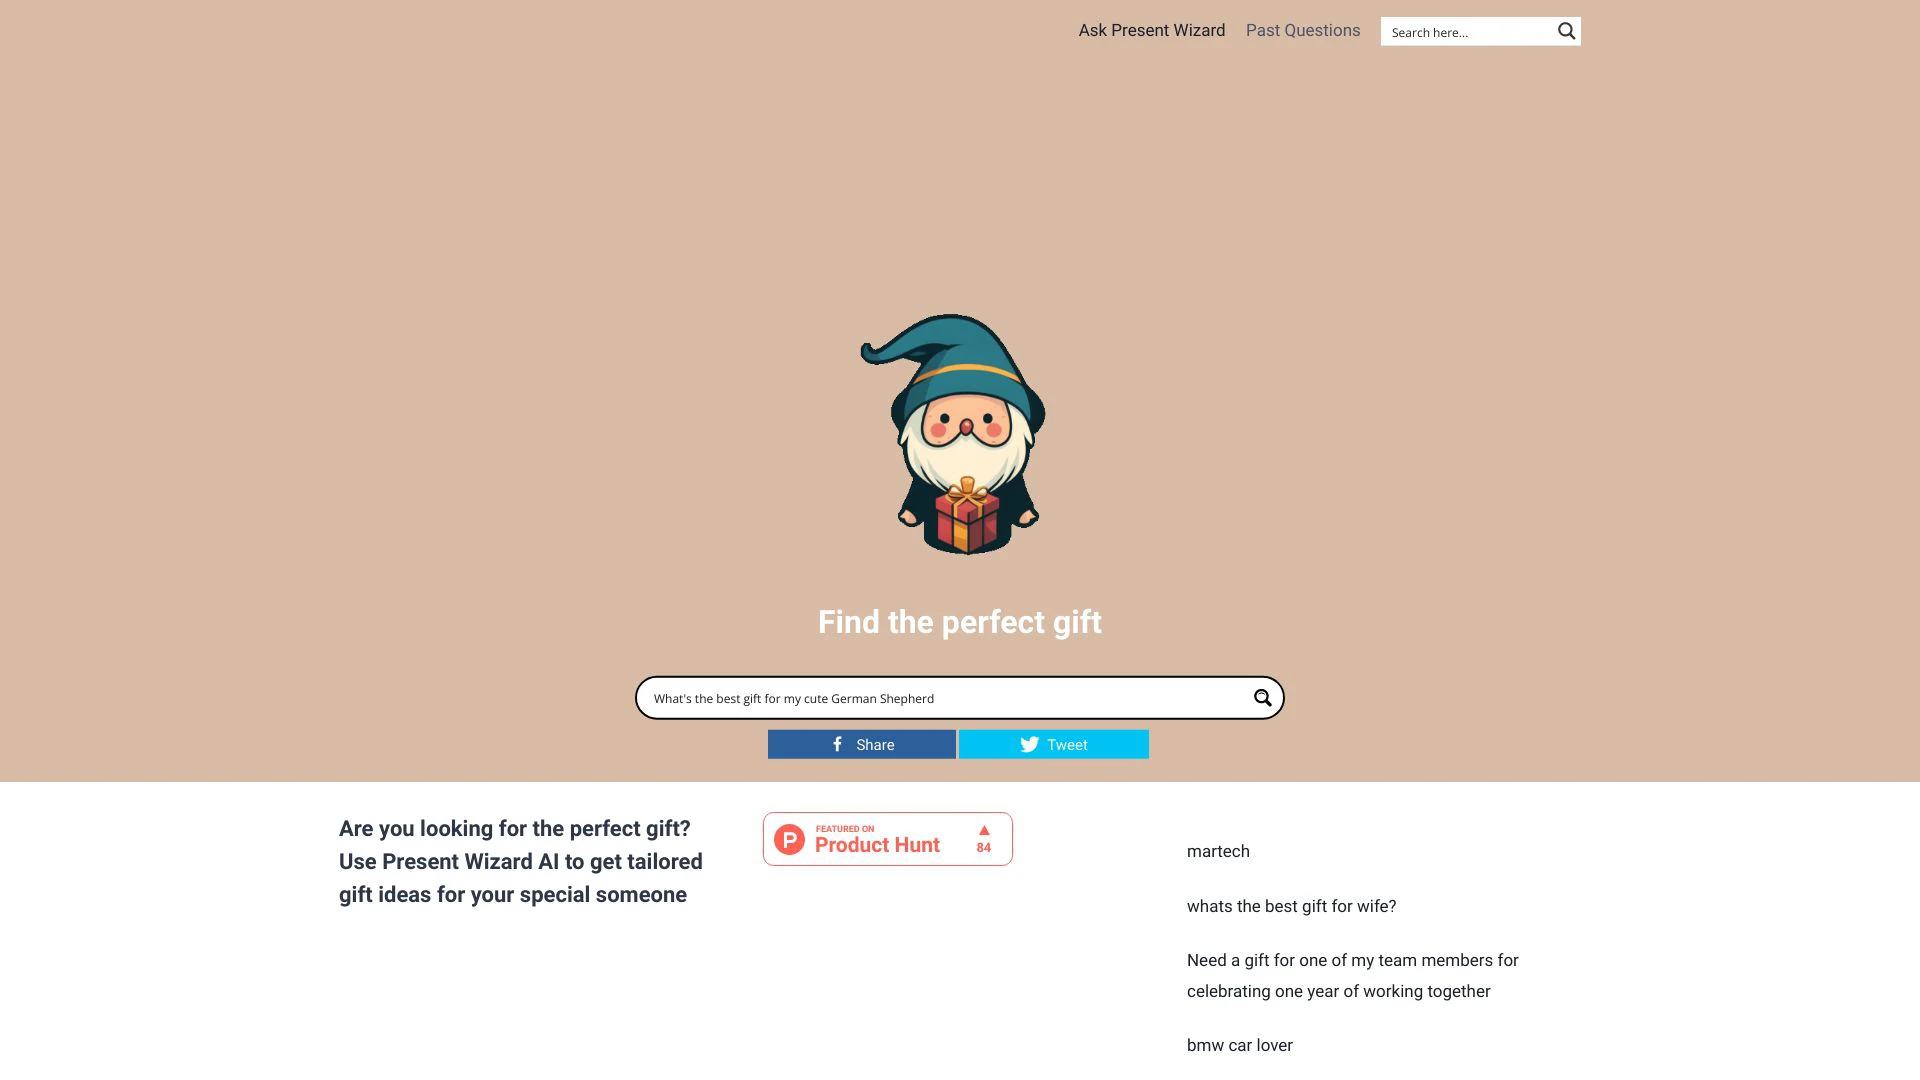 Ask Present Wizard Past Questions Search here...
Find the perfect gift
What's the best gift for my cute German Shepherd
Share Tweet
Are you looking for the perfect gift?
Use Present Wizard AI to get tailored
gift ideas for your special someone
P FEATURED ON
Product Hunt
84
martech
whats the best gift for wife?
Need a gift for one of my team members for
celebrating one year of working together
bmw car lover